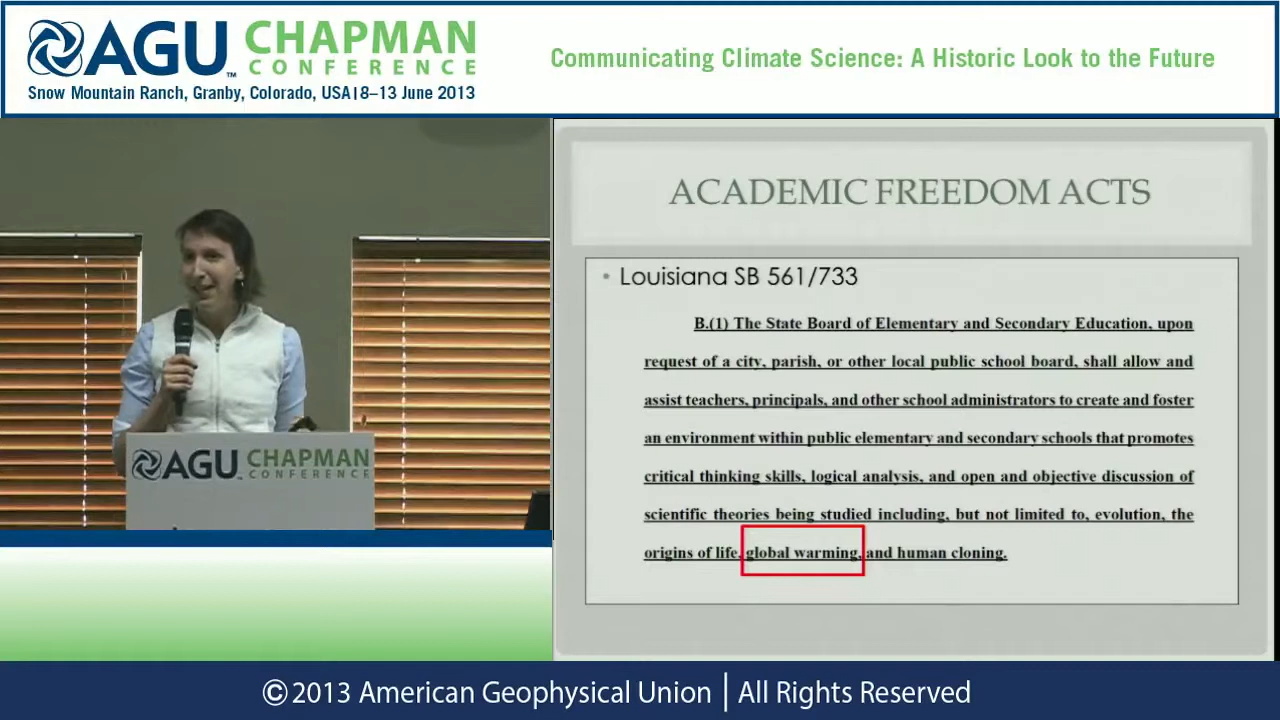 AGU™ CHAPMAN
CONFERENCE
Snow Mountain Ranch, Granby, Colorado, USA|8–13 June 2013
Communicating Climate Science: A Historic Look to the Future
ACADEMIC FREEDOM ACTS
• Louisiana SB 561/733
B.(1) The State Board of Elementary and Secondary Education, upon
request of a city, parish, or other local public school board, shall allow and
assist teachers, principals, and other school administrators to create and foster
an environment within public elementary and secondary schools that promotes
critical thinking skills, logical analysis, and open and objective discussion of
scientific theories being studied including, but not limited to, evolution, the
origins of life, global warming, and human cloning.
AGU™ CHAPMAN
CONFERENCE
©2013 American Geophysical Union | All Rights Reserved